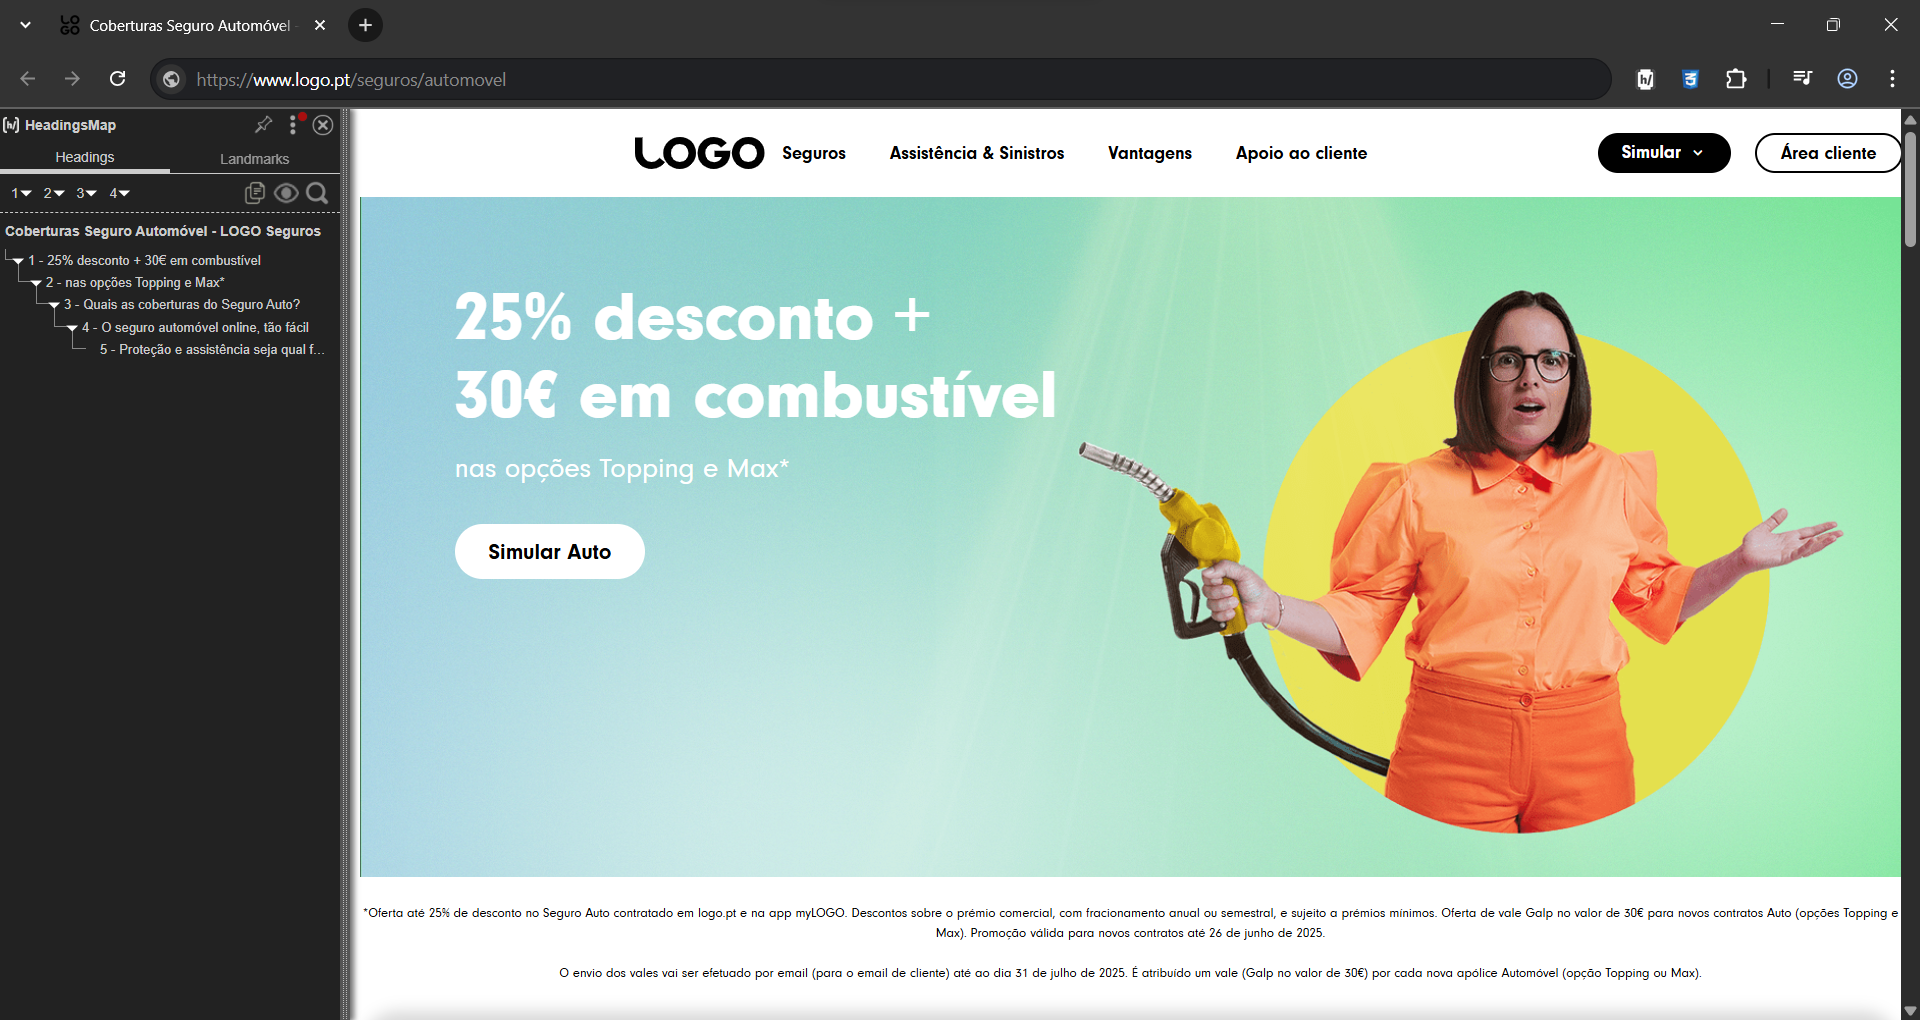 Coberturas Seguro Automóvel -
https://www.logo.pt/seguros/automovel
HeadingsMap
Headings
Landmarks
1 2 3 4
Coberturas Seguro Automóvel - LOGO Seguros
1 - 25% desconto + 30€ em combustível
2 - nas opções Topping e Max*
3 - Quais as coberturas do Seguro Auto?
4 - O seguro automóvel online, tão fácil
5 - Proteção e assistência seja qual f...
LOGO
Seguros
Assistência & Sinistros
Vantagens
Apoio ao cliente
Simular
Área cliente
25% desconto +
30€ em combustível
nas opções Topping e Max*
Simular Auto
*Oferta até 25% de desconto no Seguro Auto contratado em logo.pt e na app myLOGO. Descontos sobre o prémio comercial, com fracionamento anual ou semestral, e sujeito a prémios mínimos. Oferta de vale Galp no valor de 30€ para novos contratos Auto (opções Topping e
Max). Promoção válida para novos contratos até 26 de junho de 2025.
O envio dos vales vai ser efetuado por email (para o email de cliente) até ao dia 31 de julho de 2025. É atribuído um vale (Galp no valor de 30€) por cada nova apólice Automóvel (opção Topping ou Max).